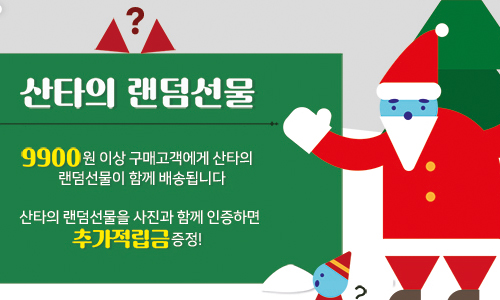 ?
산타의 랜덤선물
9900원 이상 구매고객에게 산타의
랜덤선물이 함께 배송됩니다
산타의 랜덤선물을 사진과 함께 인증하면
추가적립금증정!
?